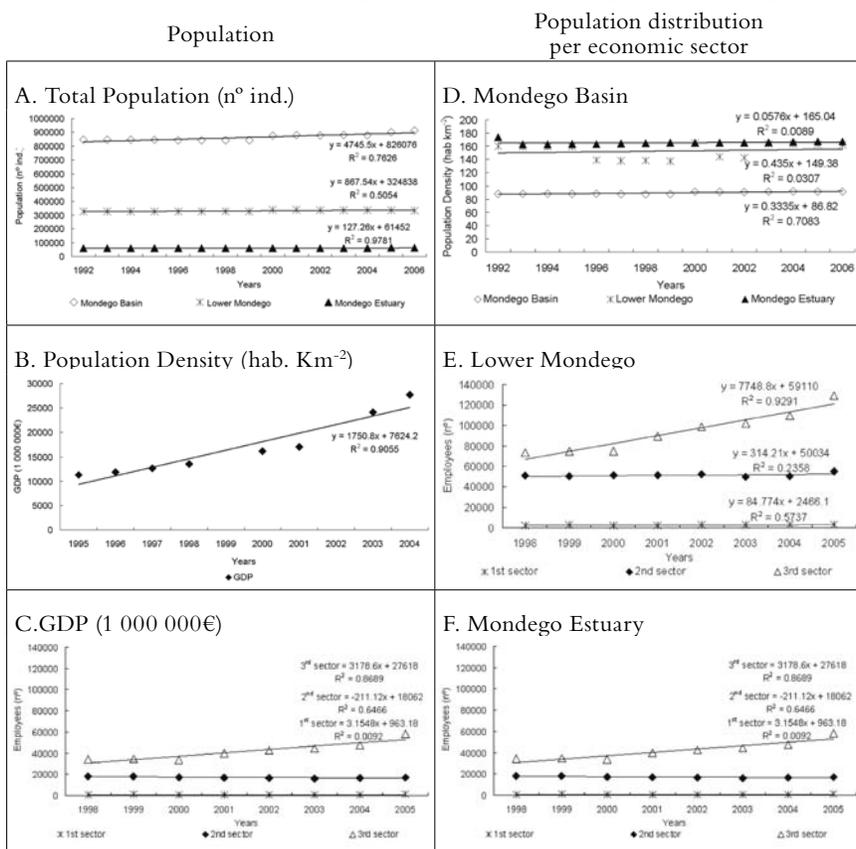 Population
Population distribution
per economic sector
A. Total Population (nº ind.)
1000000
900000
800000
700000
600000
500000
400000
300000
200000
100000
0
Population (nº ind.)
y = 4745.5x + 826076
R² = 0.7626
y = 867.54x + 324838
R² = 0.5054
y = 127.26x + 61452
R² = 0.9781
1992 1994 1996 1998 2000 2002 2004 2006
Years
Mondego Basin Lower Mondego Mondego Estuary
D. Mondego Basin
200
180
160
140
120
100
80
60
40
20
0
Population Density (hab km⁻²)
y = 0.0576x + 165.04
R² = 0.0089
y = 0.435x + 149.38
R² = 0.0307
y = 0.3335x + 86.82
R² = 0.7083
1992 1994 1996 1998 2000 2002 2004 2006
Years
Mondego Basin Lower Mondego Mondego Estuary
B. Population Density (hab. Km⁻²)
30000
25000
20000
15000
10000
5000
0
GDP (1 000 000€)
y = 1750.8x + 7624.2
R² = 0.9055
1995 1996 1997 1998 2000 2001 2002 2003 2004
Years
GDP
E. Lower Mondego
140000
120000
100000
80000
60000
40000
20000
0
Employees (nº)
y = 7748.8x + 59110
R² = 0.9291
y = 314.21x + 50034
R² = 0.2358
y = 84.774x + 2466.1
R² = 0.5737
1998 1999 2000 2001 2002 2003 2004 2005
Years
1st sector 2nd sector 3rd sector
C.GDP (1 000 000€)
140000
120000
100000
80000
60000
40000
20000
0
Employees (nº)
3rd sector = 3178.6x + 27618
R² = 0.8689
2nd sector = -211.12x + 18062
R² = 0.6466
1st sector = 3.1548x + 963.18
R² = 0.0092
1998 1999 2000 2001 2002 2003 2004 2005
Years
1st sector 2nd sector 3rd sector
F. Mondego Estuary
140000
120000
100000
80000
60000
40000
20000
0
Employees (nº)
3rd sector = 3178.6x + 27618
R² = 0.8689
2nd sector = -211.12x + 18062
R² = 0.6466
1st sector = 3.1548x + 963.18
R² = 0.0092
1998 1999 2000 2001 2002 2003 2004 2005
Years
1st sector 2nd sector 3rd sector